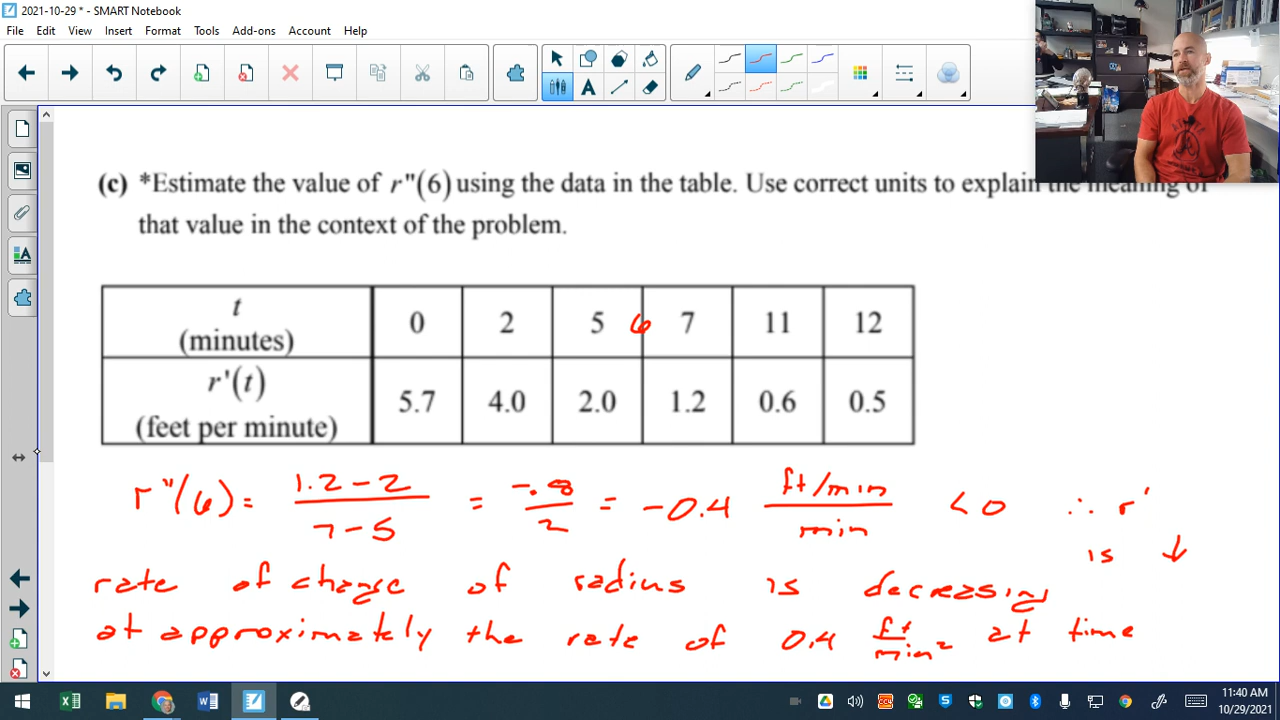 2021-10-29 * - SMART Notebook
File Edit View Insert Format Tools Add-ons Account Help
(c) *Estimate the value of r"(6) using the data in the table. Use correct units to explain the meaning of
that value in the context of the problem.
t (minutes) 0 2 5 6 7 11 12
r'(t) (feet per minute) 5.7 4.0 2.0 1.2 0.6 0.5
r"(6) = (1.2 - 2)/(7 - 5) = -.8/2 = -0.4 (ft/min)/min < 0 ∴ r'
is ↓
rate of change of radius is decreasing
at approximately the rate of 0.4 ft/min² at time
11:40 AM
10/29/2021